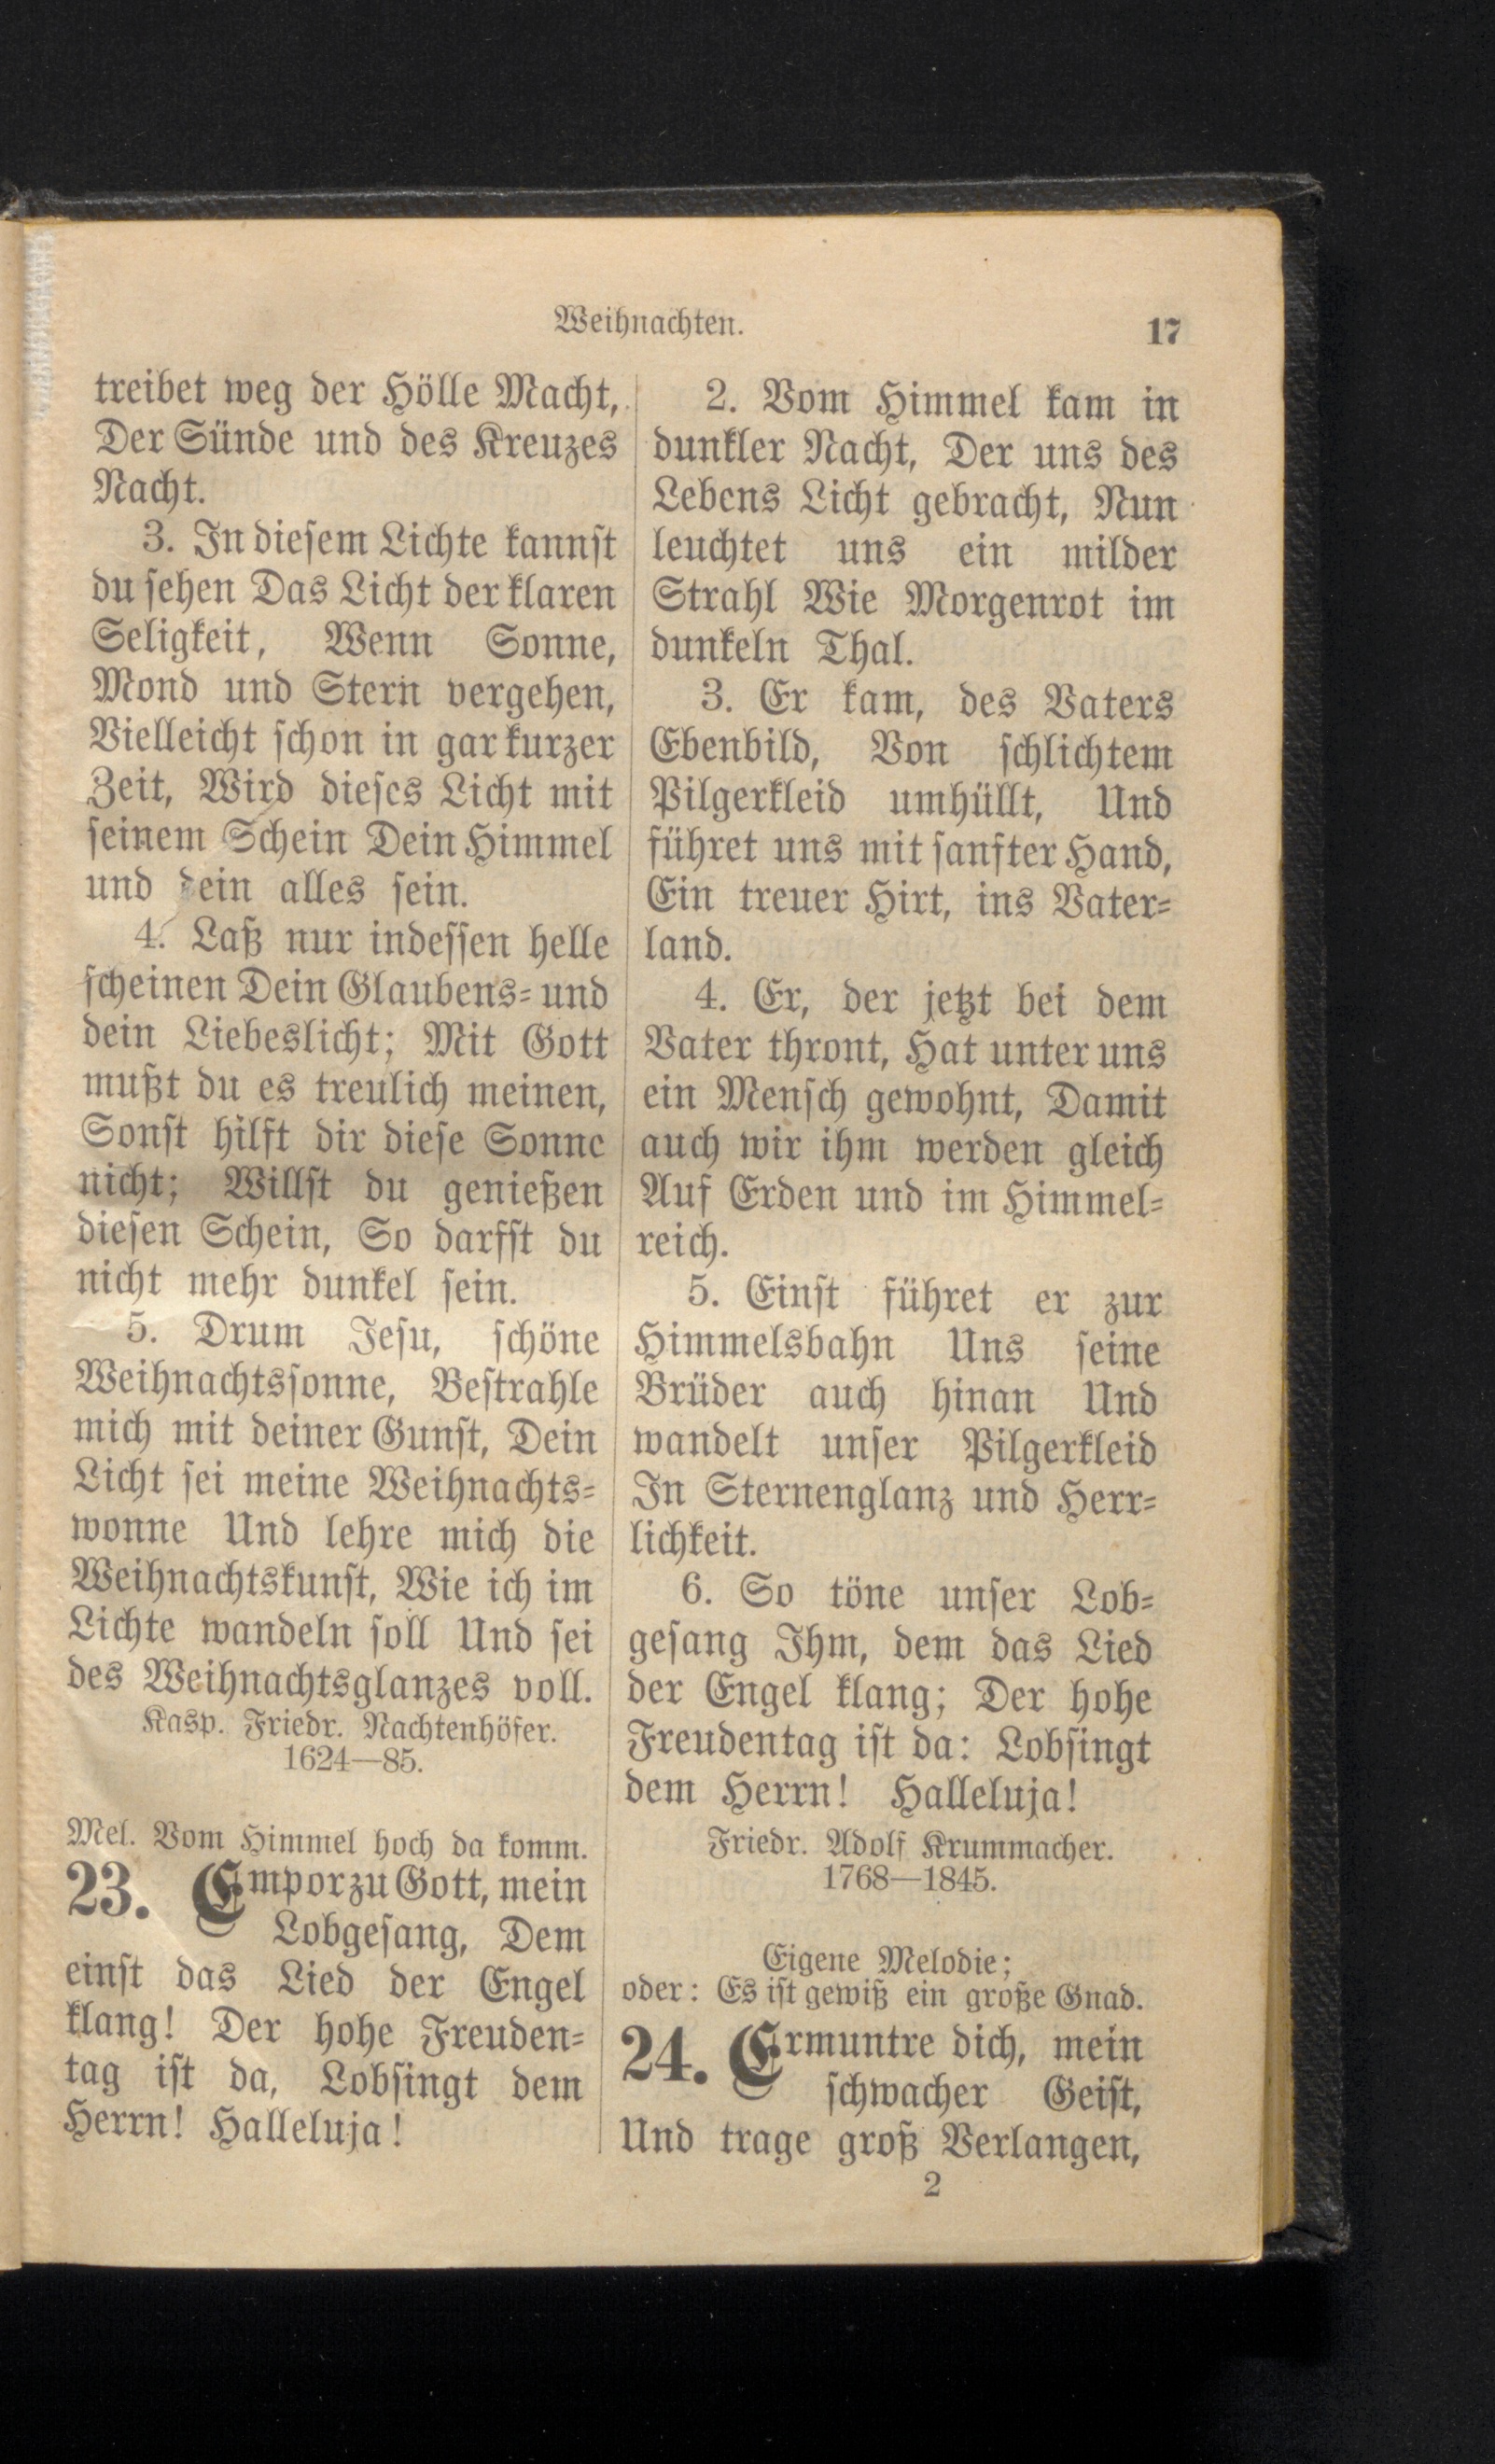 Weihnachten.
17
treibet weg der Hölle Macht,
Der Sünde und des Kreuzes
Nacht.
3. In dieſem Lichte kannſt
du ſehen Das Licht der klaren
Seligkeit, Wenn Sonne,
Mond und Stern vergehen,
Vielleicht ſchon in gar kurzer
Zeit, Wird dieſes Licht mit
ſeinem Schein Dein Himmel
und dein alles ſein.
4. Laß nur indeſſen helle
ſcheinen Dein Glaubens- und
dein Liebeslicht; Mit Gott
mußt du es treulich meinen,
Sonſt hilft dir dieſe Sonne
nicht; Willſt du genießen
dieſen Schein, So darfſt du
nicht mehr dunkel ſein.
5. Drum Jeſu, ſchöne
Weihnachtsſonne, Beſtrahle
mich mit deiner Gunſt, Dein
Licht ſei meine Weihnachts-
wonne Und lehre mich die
Weihnachtskunſt, Wie ich im
Lichte wandeln ſoll Und ſei
des Weihnachtsglanzes voll.
Kasp. Friedr. Nachtenhöfer.
1624—85.
Mel. Vom Himmel hoch da komm.
23. Empor zu Gott, mein
Lobgeſang, Dem
einſt das Lied der Engel
klang! Der hohe Freuden-
tag iſt da, Lobſingt dem
Herrn! Halleluja!
2. Vom Himmel kam in
dunkler Nacht, Der uns des
Lebens Licht gebracht, Nun
leuchtet uns ein milder
Strahl Wie Morgenrot im
dunkeln Thal.
3. Er kam, des Vaters
Ebenbild, Von ſchlichtem
Pilgerkleid umhüllt, Und
führet uns mit ſanfter Hand,
Ein treuer Hirt, ins Vater-
land.
4. Er, der jetzt bei dem
Vater thront, Hat unter uns
ein Menſch gewohnt, Damit
auch wir ihm werden gleich
Auf Erden und im Himmel-
reich.
5. Einſt führet er zur
Himmelsbahn Uns ſeine
Brüder auch hinan Und
wandelt unſer Pilgerkleid
In Sternenglanz und Herr-
lichkeit.
6. So töne unſer Lob-
geſang Ihm, dem das Lied
der Engel klang; Der hohe
Freudentag iſt da: Lobſingt
dem Herrn! Halleluja!
Friedr. Adolf Krummacher.
1768—1845.
Eigene Melodie;
oder: Es iſt gewiß ein große Gnad.
24. Ermuntre dich, mein
ſchwacher Geiſt,
Und trage groß Verlangen,
2